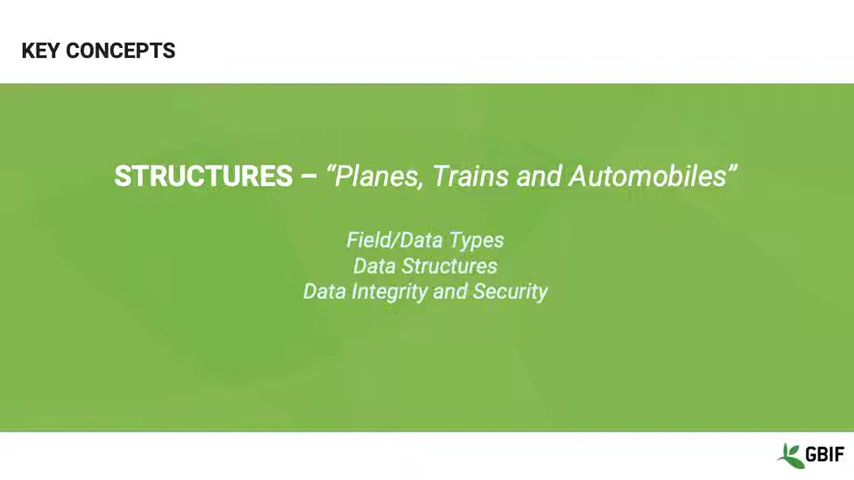 KEY CONCEPTS
STRUCTURES – “Planes, Trains and Automobiles”
Field/Data Types
Data Structures
Data Integrity and Security
GBIF